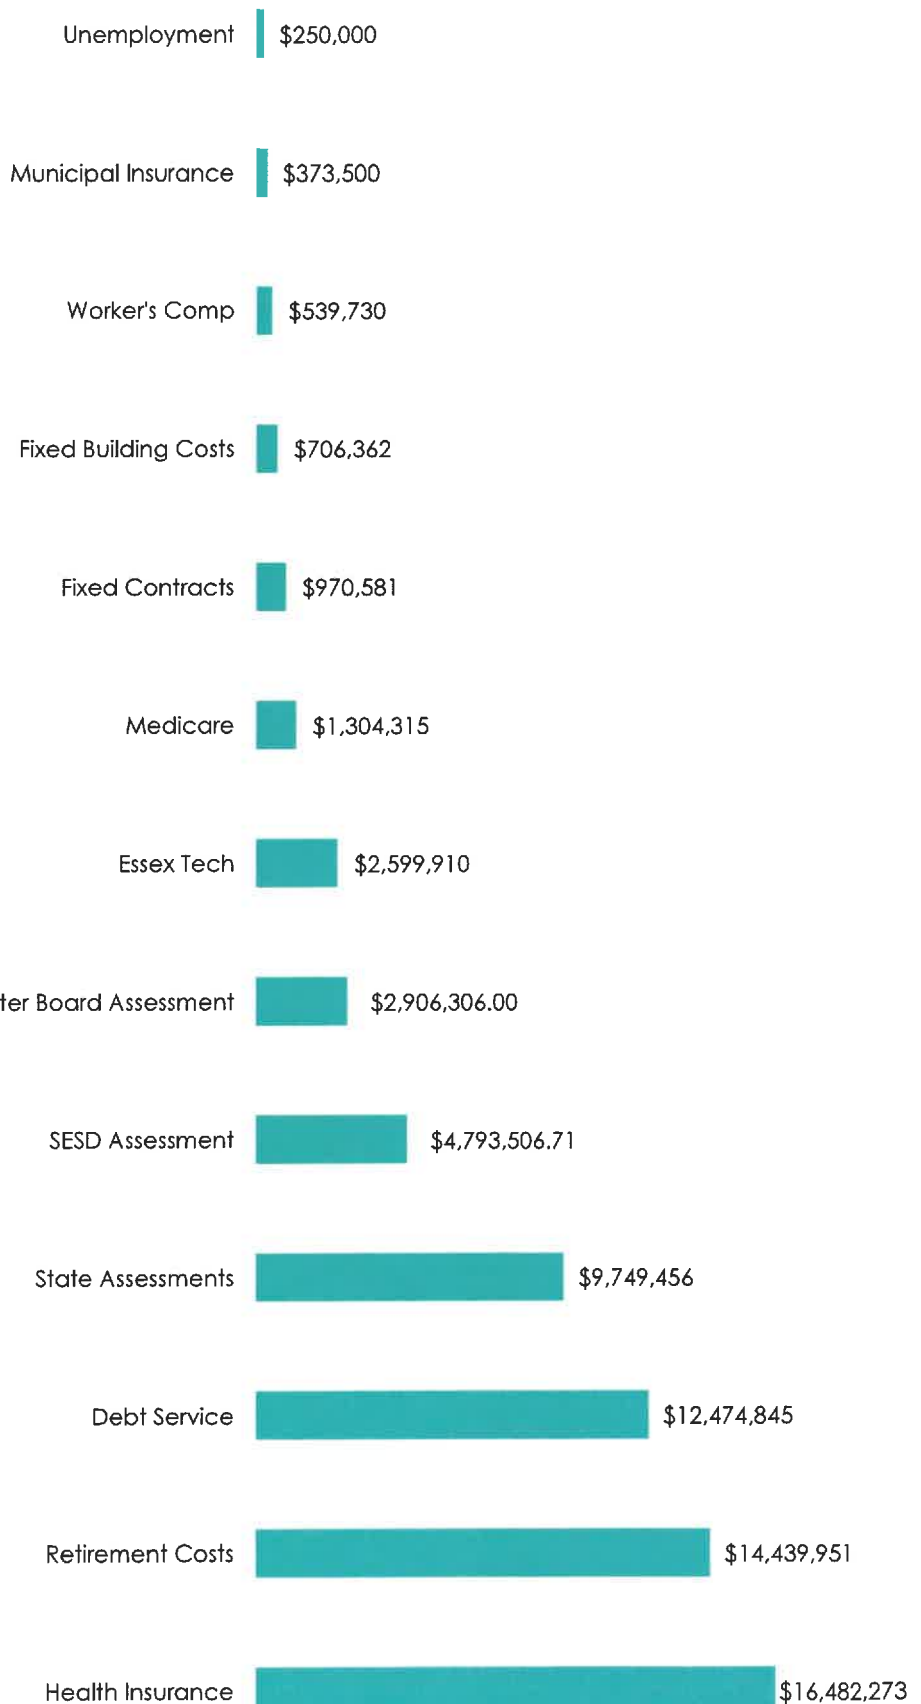 Unemployment $250,000
Municipal Insurance $373,500
Worker's Comp $539,730
Fixed Building Costs $706,362
Fixed Contracts $970,581
Medicare $1,304,315
Essex Tech $2,599,910
Board Assessment $2,906,306.00
SESD Assessment $4,793,506.71
State Assessments $9,749,456
Debt Service $12,474,845
Retirement Costs $14,439,951
Health Insurance $16,482,273